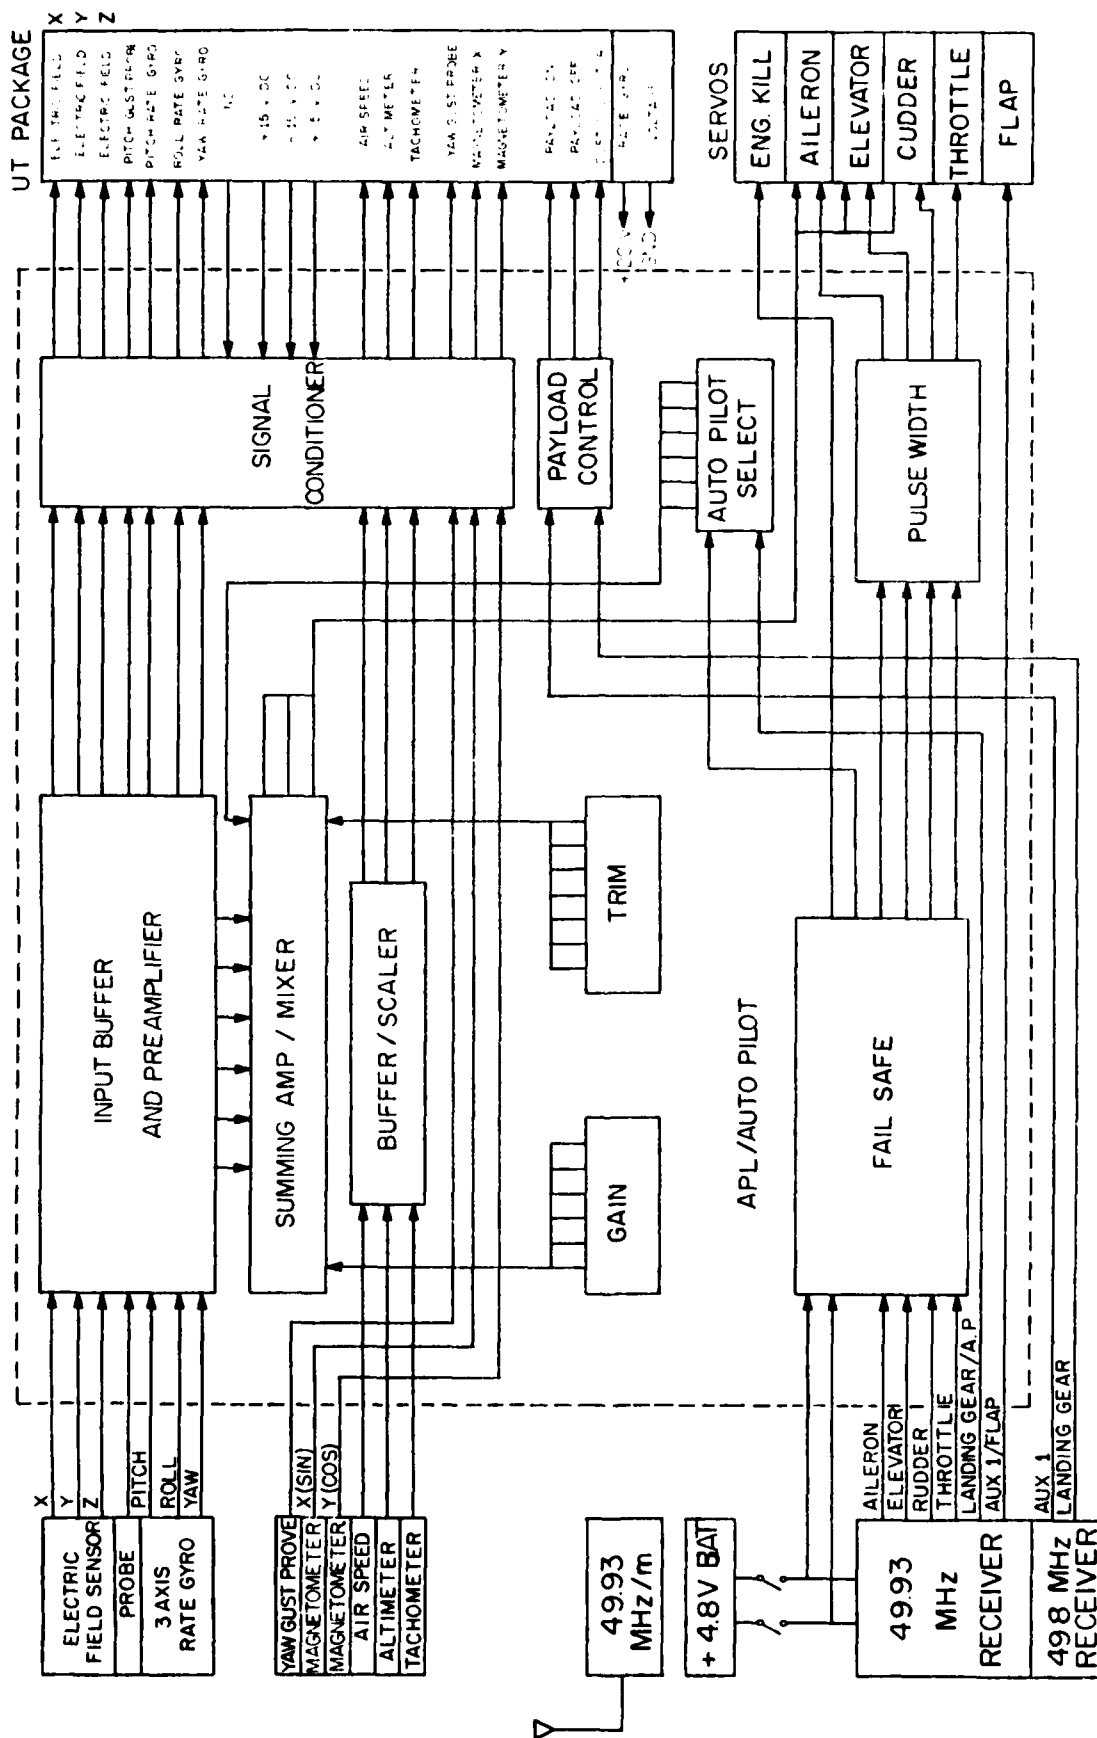 ELECTRIC
FIELD SENSOR
PROBE
3 AXIS
RATE GYRO
X
Y
Z
PITCH
ROLL
YAW
YAW GUST PROVE
MAGNETOMETER
MAGNETOMETER
AIR SPEED
ALTIMETER
TACHOMETER
X (SIN)
Y (COS)
49.93
MHz/m
+ 4.8V BAT
49.93
MHz
RECEIVER
498 MHz
RECEIVER
AILERON
ELEVATOR
RUDDER
THROTTLE
LANDING GEAR/A.P
AUX 1/FLAP
AUX 1
LANDING GEAR
INPUT BUFFER
AND PREAMPLIFIER
SUMMING AMP / MIXER
BUFFER/SCALER
GAIN
TRIM
APL/AUTO PILOT
FAIL SAFE
SIGNAL
CONDITIONER
PAYLOAD
CONTROL
AUTO PILOT
SELECT
PULSE WIDTH
UT PACKAGE
X
Y
Z
ELECTRIC FIELD
ELECTRIC FIELD
ELECTRIC FIELD
PITCH GUST PROBE
PITCH RATE GYRO
ROLL RATE GYRO
YAW RATE GYRO
AIR SPEED
ALTIMETER
TACHOMETER
YAW GUST PROBE
MAGNETOMETER X
MAGNETOMETER Y
PAYLOAD ON
PAYLOAD OFF
GND
SERVOS
ENG. KILL
AILERON
ELEVATOR
CUDDER
THROTTLE
FLAP